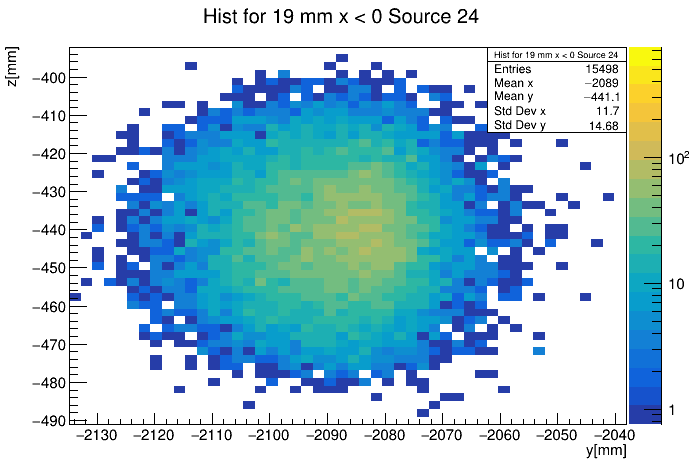 Hist for 19 mm x < 0 Source 24
z[mm]
Hist for 19 mm x < 0 Source 24
Entries 15498
Mean x −2089
Mean y −441.1
Std Dev x 11.7
Std Dev y 14.68
−400
−410
−420
−430
−440
−450
−460
−470
−480
−490
10²
10
1
−2130 −2120 −2110 −2100 −2090 −2080 −2070 −2060 −2050 −2040
y[mm]